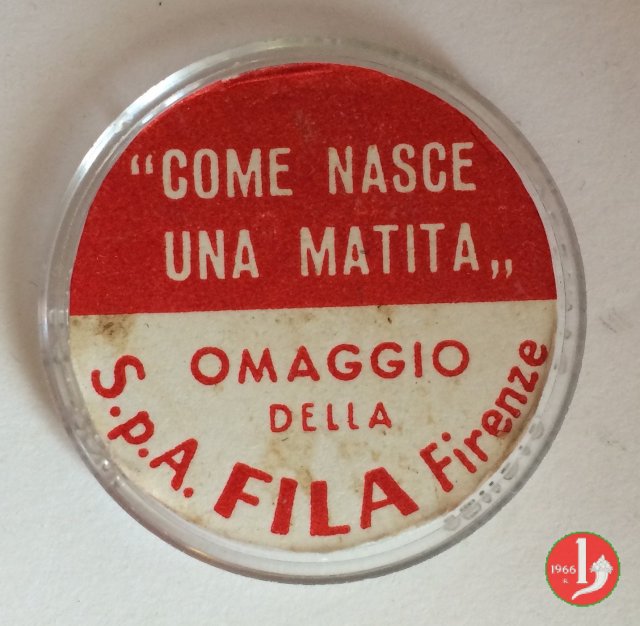 “COME NASCE
UNA MATITA„
OMAGGIO
DELLA
S.p.A. FILA Firenze
1966 R.